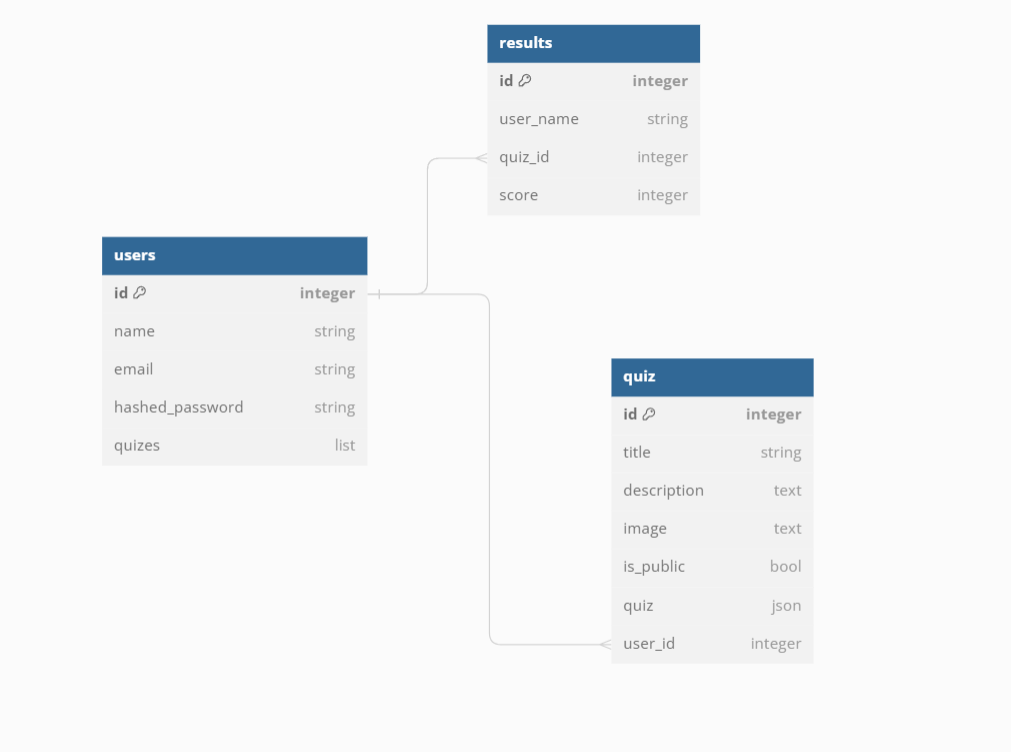 results
id integer
user_name string
quiz_id integer
score integer
users
id integer
name string
email string
hashed_password string
quizes list
quiz
id integer
title string
description text
image text
is_public bool
quiz json
user_id integer